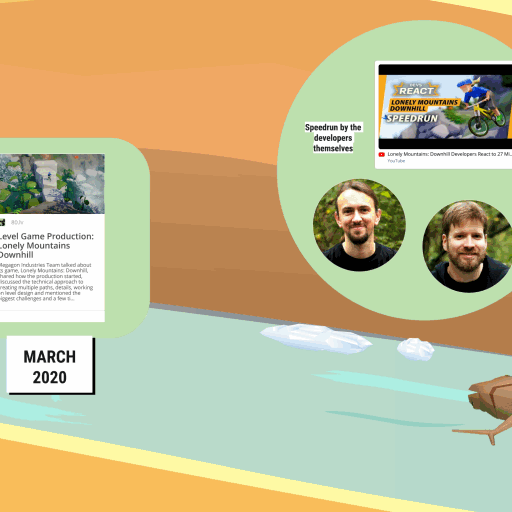 REACT
LONELY MOUNTAINS
DOWNHILL
SPEEDRUN
Lonely Mountains: Downhill Developers React to 27 Mi...
YouTube
Speedrun by the
developers
themselves
80.lv
Level Game Production:
Lonely Mountains
Downhill
Megagon Industries Team talked about
its game, Lonely Mountains: Downhill,
shared how the production started,
discussed the technical approach to
creating multiple paths, details, working
on level design and mentioned the
biggest challenges and a few ti...
MARCH
2020